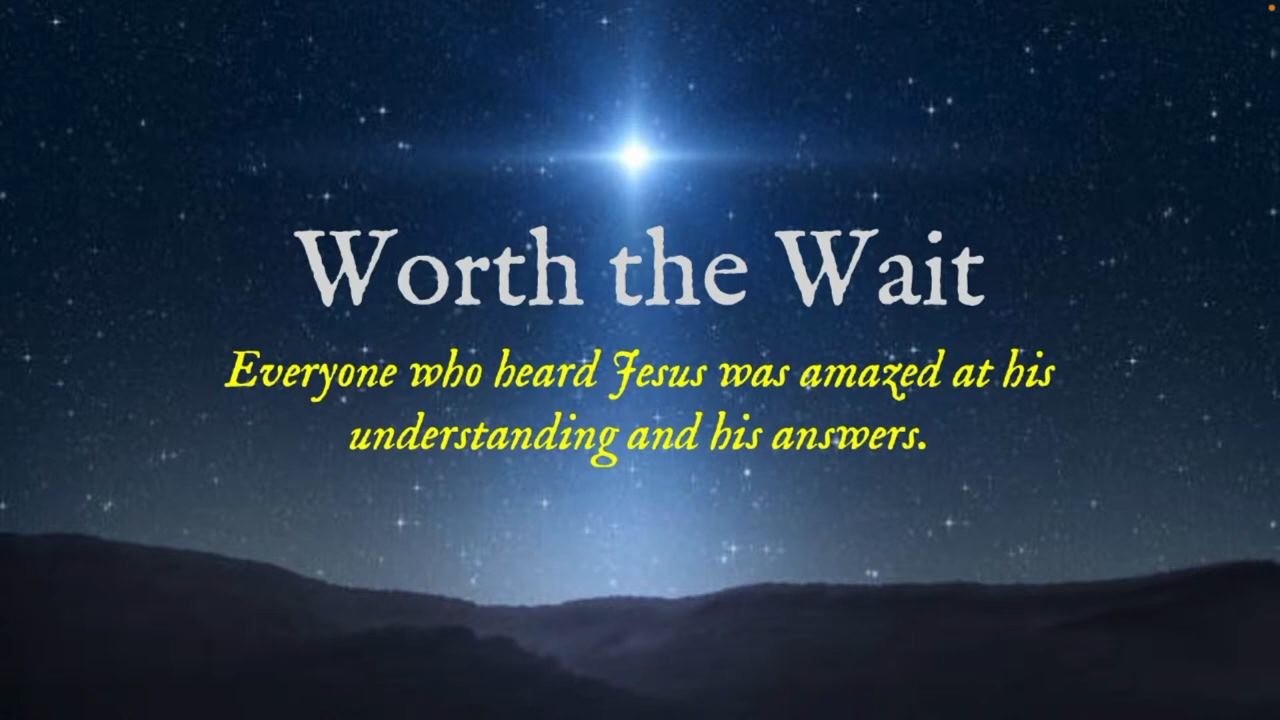 Worth the Wait
Everyone who heard Jesus was amazed at his
understanding and his answers.